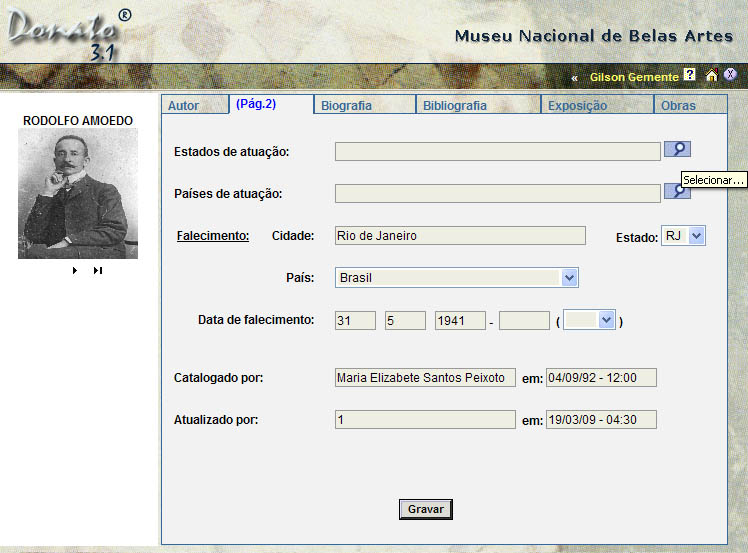 Donato ®
3.1
Museu Nacional de Belas Artes
« Gilson Gemente ? X
Autor (Pág.2) Biografia Bibliografia Exposição Obras
RODOLFO AMOEDO
Estados de atuação:
Selecionar...
Países de atuação:
Falecimento: Cidade: Rio de Janeiro Estado: RJ
País: Brasil
Data de falecimento: 31 5 1941 - ( )
Catalogado por: Maria Elizabete Santos Peixoto em: 04/09/92 - 12:00
Atualizado por: 1 em: 19/03/09 - 04:30
Gravar